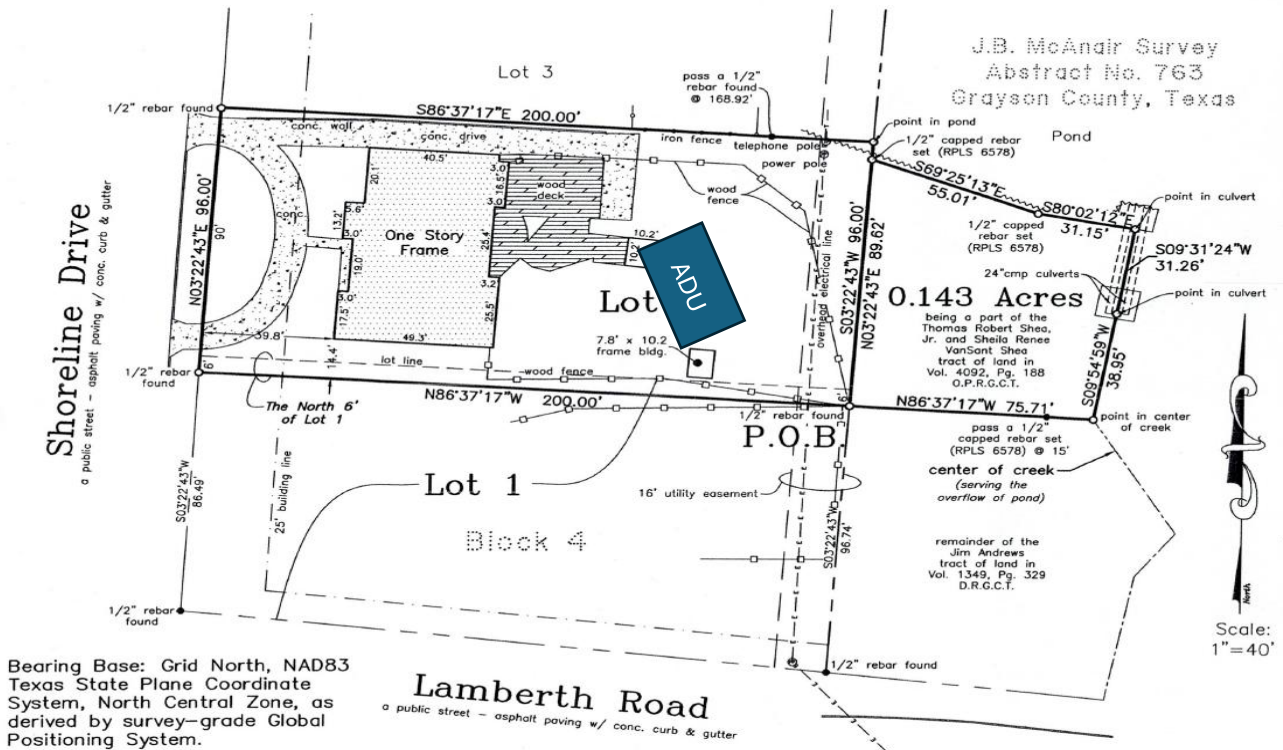 J.B. McAnair Survey
Abstract No. 763
Grayson County, Texas
Lot 3
pass a 1/2"
rebar found
@ 168.92'
1/2" rebar found
S86°37'17"E 200.00'
conc. wall
conc. drive
iron fence
telephone pole
power pole
point in pond
1/2" capped rebar
set (RPLS 6578)
Pond
S69°25'13"E
55.01'
S80°02'12"E
31.15'
point in culvert
1/2" capped
rebar set
(RPLS 6578)
S09°31'24"W
31.26'
24"cmp culverts
point in culvert
40.5'
20.1'
3.0'
16.5'
3.0'
wood
deck
wood
fence
13.2'
5.6'
3.0'
19.0'
3.0'
17.5'
One Story
Frame
25.4'
3.2'
25.5'
10.2'
10.2'
49.3'
conc.
Shoreline Drive
a public street - asphalt paving w/ conc. curb & gutter
N03°22'43"E 96.00'
90'
39.8'
6'
14.4'
lot line
wood fence
ADU
Lot
7.8' x 10.2
frame bldg.
overhead electrical line
S03°22'43"W 96.00'
N03°22'43"E 89.62'
0.143 Acres
being a part of the
Thomas Robert Shea,
Jr. and Sheila Renee
VanSant Shea
tract of land in
Vol. 4092, Pg. 188
O.P.R.G.C.T.
S09°54'59"W
38.95'
1/2" rebar
found
The North 6'
of Lot 1
N86°37'17"W 200.00'
6'
1/2" rebar found
P.O.B.
N86°37'17"W 75.71'
point in center
of creek
pass a 1/2"
capped rebar set
(RPLS 6578) @ 15'
center of creek
(serving the
overflow of pond)
S03°22'43"W
86.49'
25' building line
Lot 1
Block 4
16' utility easement
S03°22'43"W
96.74'
remainder of the
Jim Andrews
tract of land in
Vol. 1349, Pg. 329
D.R.G.C.T.
North
Scale:
1"=40'
1/2" rebar
found
1/2" rebar found
Lamberth Road
a public street - asphalt paving w/ conc. curb & gutter
Bearing Base: Grid North, NAD83
Texas State Plane Coordinate
System, North Central Zone, as
derived by survey-grade Global
Positioning System.